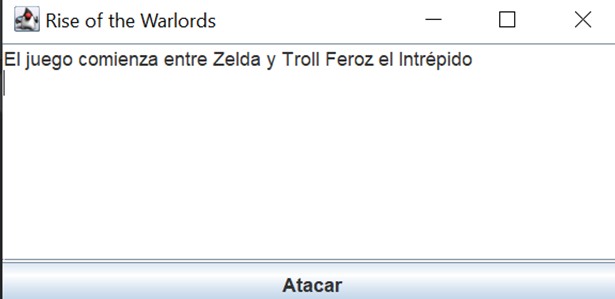 Rise of the Warlords
El juego comienza entre Zelda y Troll Feroz el Intrépido
Atacar